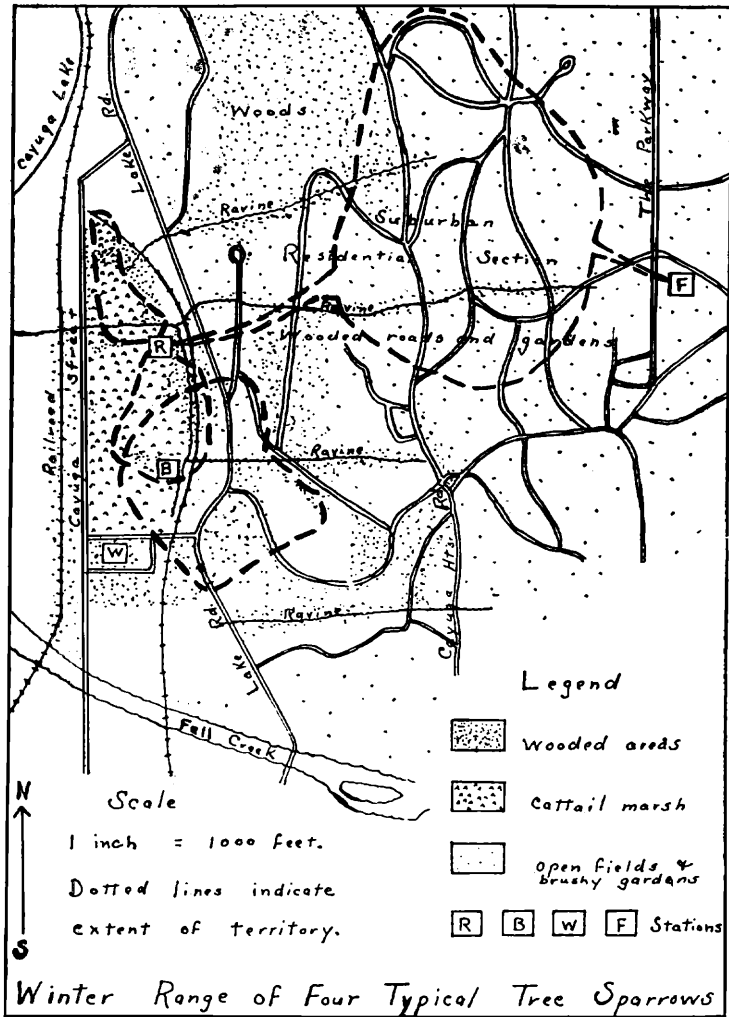 Cayuga Lake
Lake Rd.
Woods
The Parkway
Ravine
Suburban
Residential Section
Ravine
Wooded roads and gardens
R
F
Railroad
Cayuga Street
B
Ravine
W
Cayuga Hts. Rd.
Ravine
Lake Rd.
Fall Creek
Legend
Wooded areas
Cattail marsh
Open fields &
brushy gardens
R B W F Stations
N
S
Scale
1 inch = 1000 feet.
Dotted lines indicate
extent of territory.
Winter Range of Four Typical Tree Sparrows